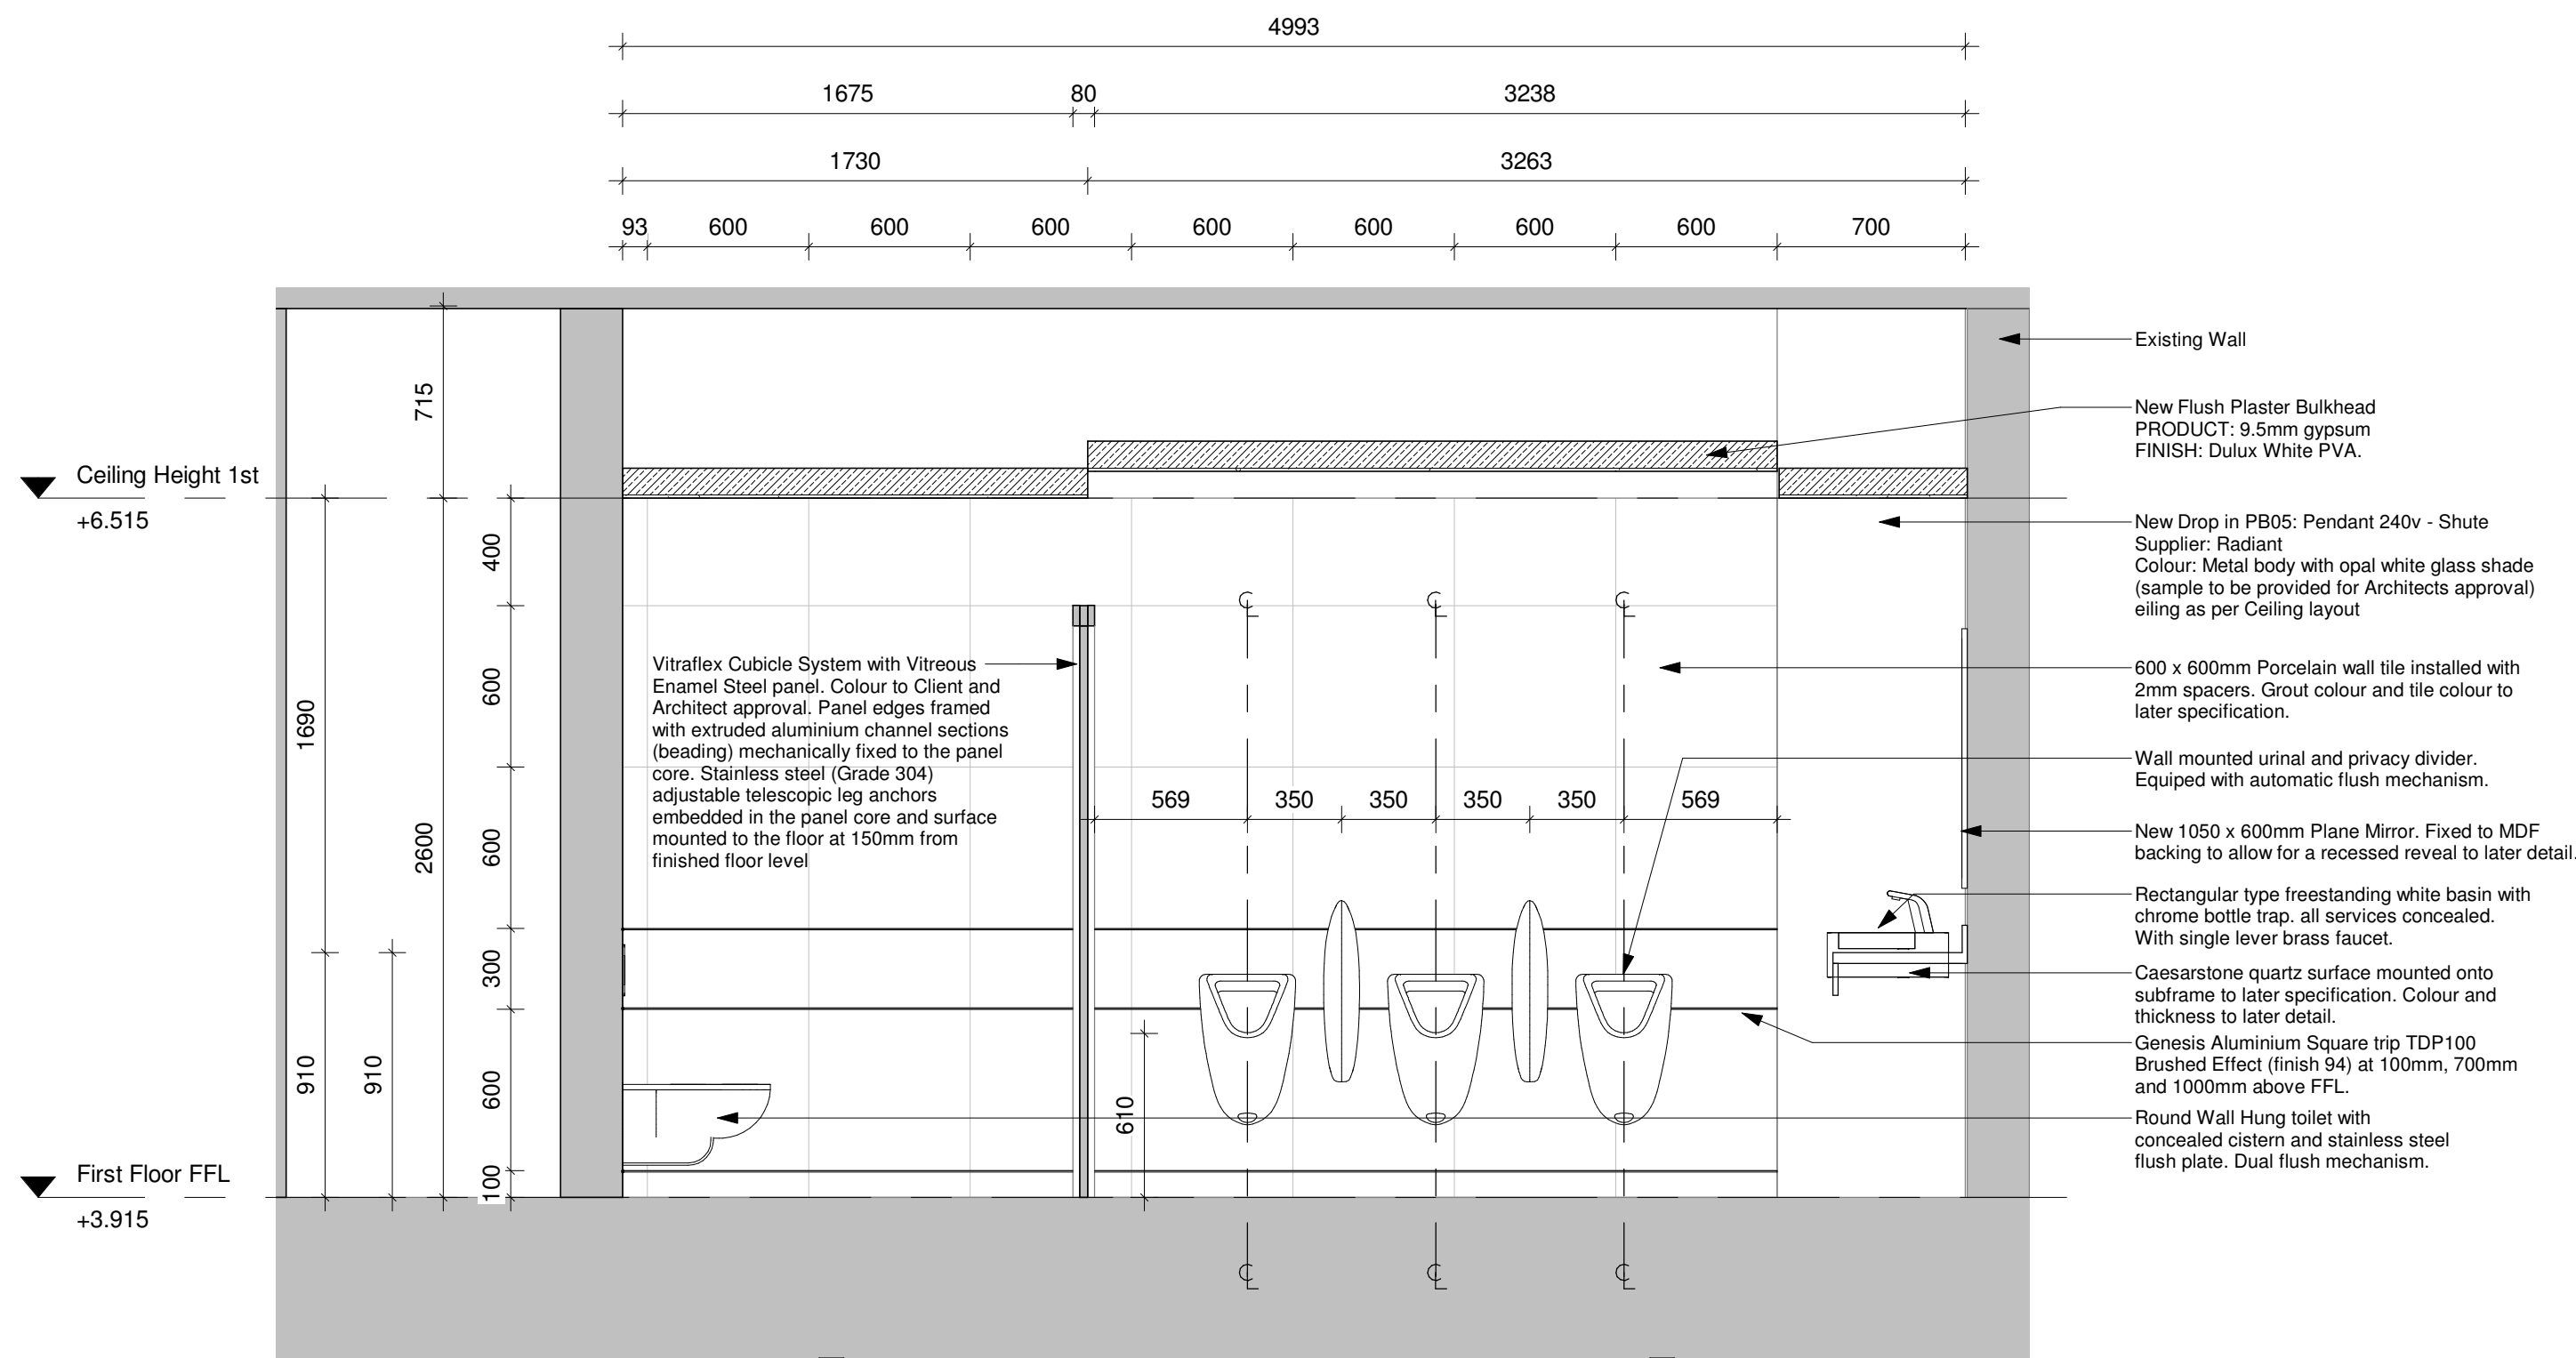 4993
1675 80 3238
1730 3263
93 600 600 600 600 600 600 600 700
Existing Wall
New Flush Plaster Bulkhead
PRODUCT: 9.5mm gypsum
FINISH: Dulux White PVA.
715
Ceiling Height 1st
+6.515
New Drop in PB05: Pendant 240v - Shute
Supplier: Radiant
Colour: Metal body with opal white glass shade
(sample to be provided for Architects approval)
eiling as per Ceiling layout
400
600
600
300
600
100
1690
2600
910
910
Vitraflex Cubicle System with Vitreous
Enamel Steel panel. Colour to Client and
Architect approval. Panel edges framed
with extruded aluminium channel sections
(beading) mechanically fixed to the panel
core. Stainless steel (Grade 304)
adjustable telescopic leg anchors
embedded in the panel core and surface
mounted to the floor at 150mm from
finished floor level
600 x 600mm Porcelain wall tile installed with
2mm spacers. Grout colour and tile colour to
later specification.
Wall mounted urinal and privacy divider.
Equiped with automatic flush mechanism.
569 350 350 350 350 569
New 1050 x 600mm Plane Mirror. Fixed to MDF
backing to allow for a recessed reveal to later detail.
Rectangular type freestanding white basin with
chrome bottle trap. all services concealed.
With single lever brass faucet.
Caesarstone quartz surface mounted onto
subframe to later specification. Colour and
thickness to later detail.
Genesis Aluminium Square trip TDP100
Brushed Effect (finish 94) at 100mm, 700mm
and 1000mm above FFL.
610
Round Wall Hung toilet with
concealed cistern and stainless steel
flush plate. Dual flush mechanism.
First Floor FFL
+3.915
℄ ℄ ℄
℄ ℄ ℄